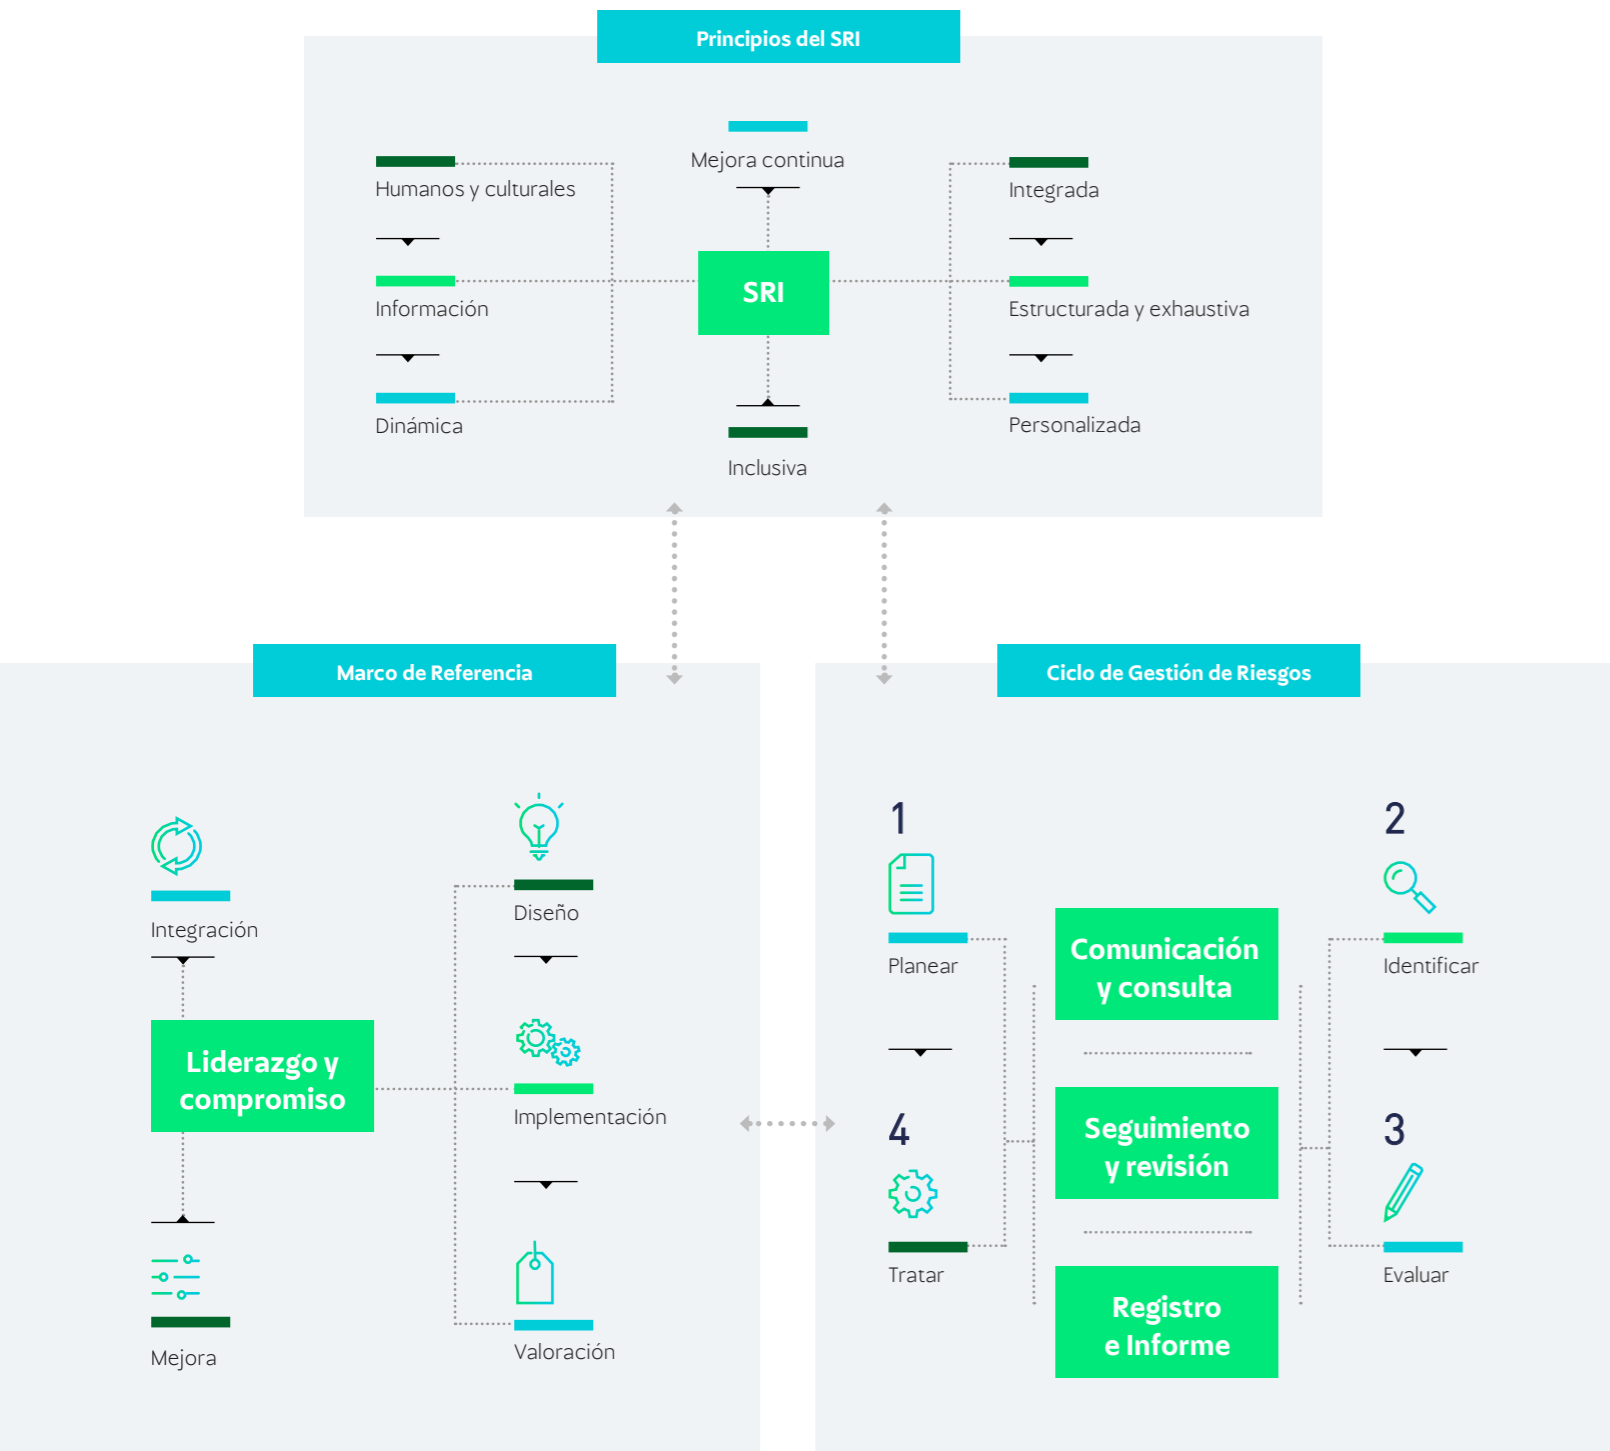 Principios del SRI
Mejora continua
Humanos y culturales
Integrada
SRI
Información
Estructurada y exhaustiva
Dinámica
Personalizada
Inclusiva
Marco de Referencia
Integración
Diseño
Liderazgo y
compromiso
Implementación
Mejora
Valoración
Ciclo de Gestión de Riesgos
1
Planear
2
Identificar
Comunicación
y consulta
Seguimiento
y revisión
4
Tratar
3
Evaluar
Registro
e Informe